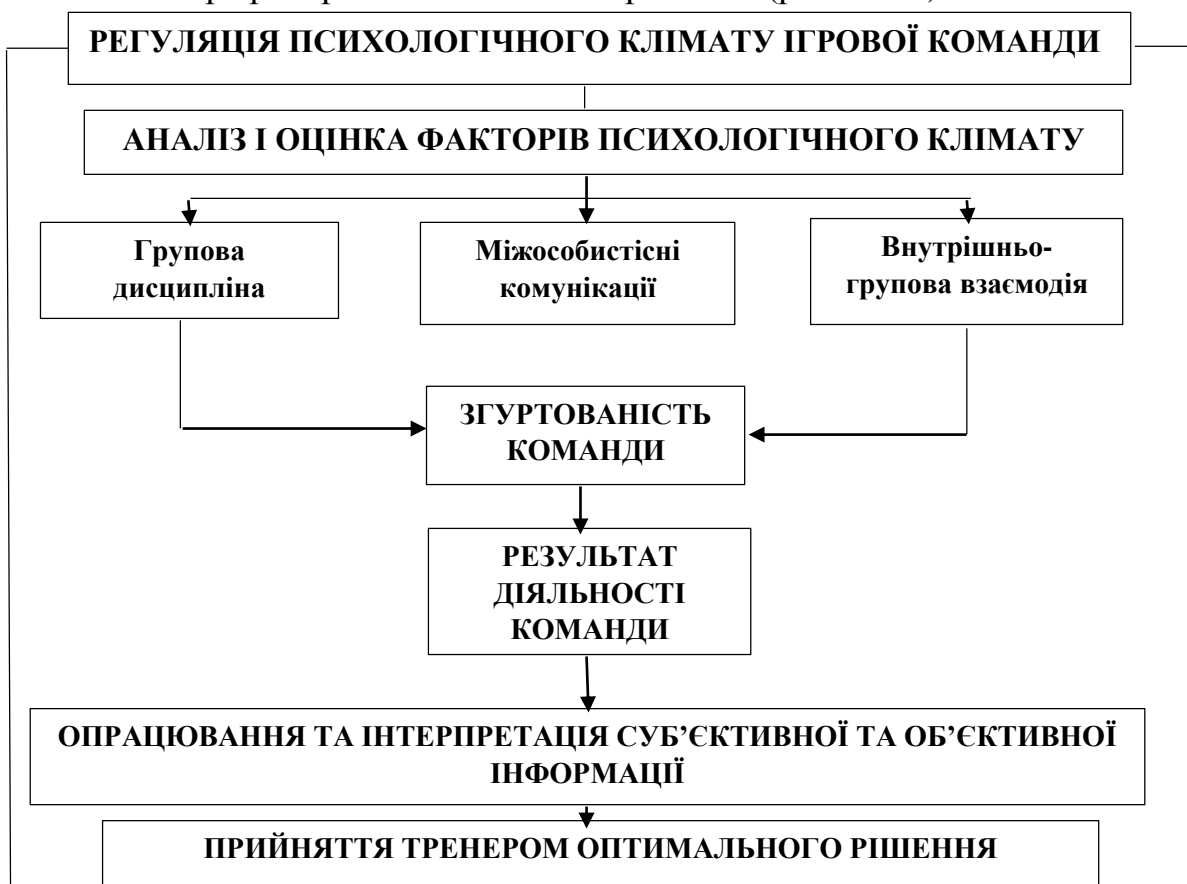 РЕГУЛЯЦІЯ ПСИХОЛОГІЧНОГО КЛІМАТУ ІГРОВОЇ КОМАНДИ
АНАЛІЗ І ОЦІНКА ФАКТОРІВ ПСИХОЛОГІЧНОГО КЛІМАТУ
Групова
дисципліна
Міжособистісні
комунікації
Внутрішньо-
групова взаємодія
ЗГУРТОВАНІСТЬ
КОМАНДИ
РЕЗУЛЬТАТ
ДІЯЛЬНОСТІ
КОМАНДИ
ОПРАЦЮВАННЯ ТА ІНТЕРПРЕТАЦІЯ СУБ’ЄКТИВНОЇ ТА ОБ’ЄКТИВНОЇ
ІНФОРМАЦІЇ
ПРИЙНЯТТЯ ТРЕНЕРОМ ОПТИМАЛЬНОГО РІШЕННЯ